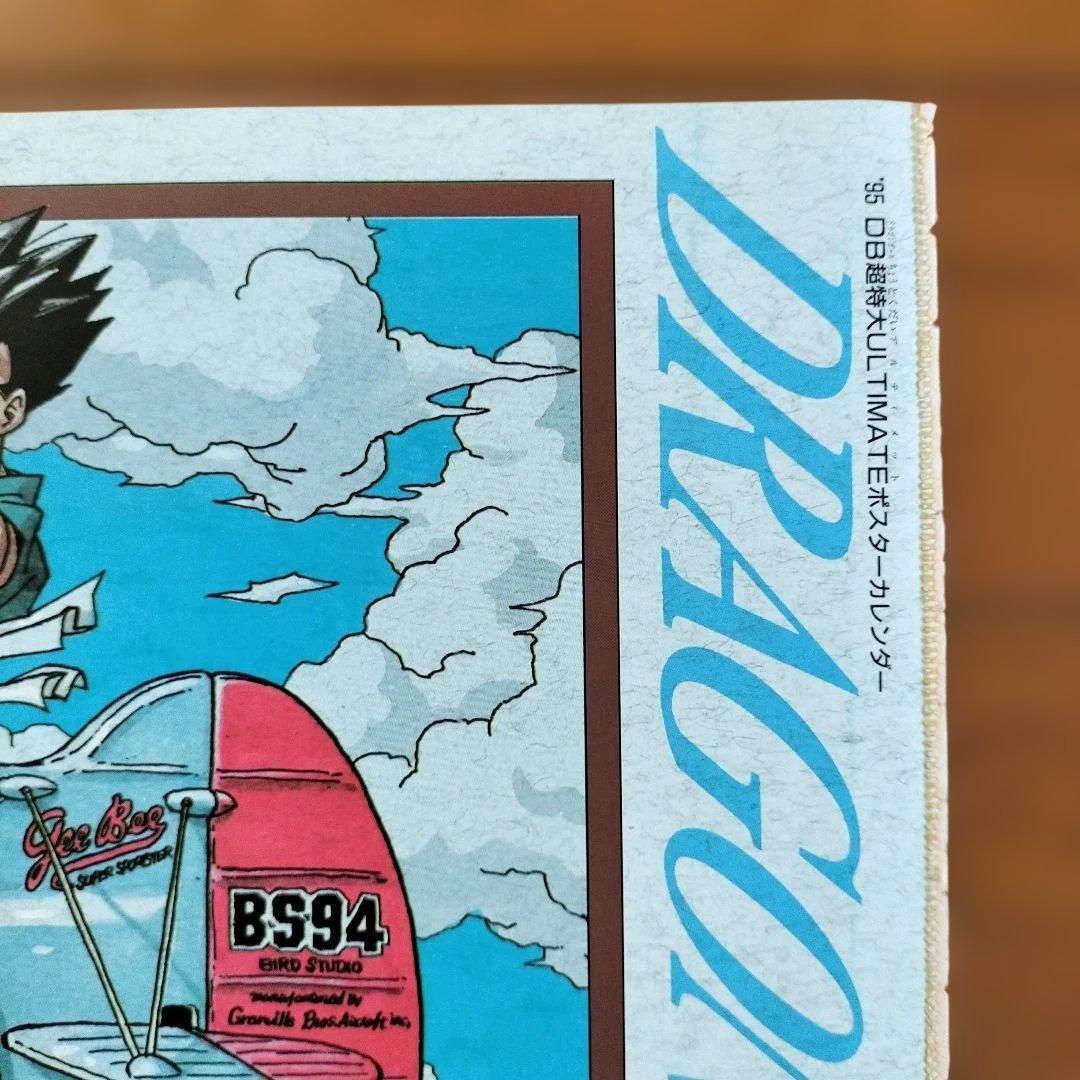 '95 DB超特大ULTIMATEポスターカレンダー
DRAGON
Gee Bee
SUPER SPORTSTER
BS94
BIRD STUDIO
manufactured by
Granville Bros. Aircraft inc.